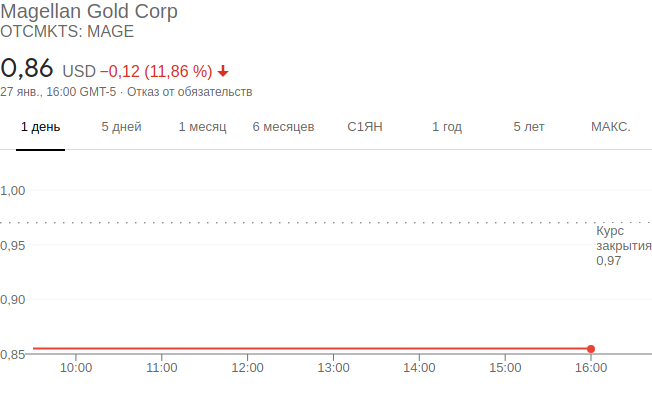 Magellan Gold Corp
OTCMKTS: MAGE
0,86 USD −0,12 (11,86 %)
27 янв., 16:00 GMT-5 · Отказ от обязательств
1 день 5 дней 1 месяц 6 месяцев С1ЯН 1 год 5 лет МАКС.
1,00
Курс
0,95 закрытия
0,97
0,90
0,85
10:00 11:00 12:00 13:00 14:00 15:00 16:00